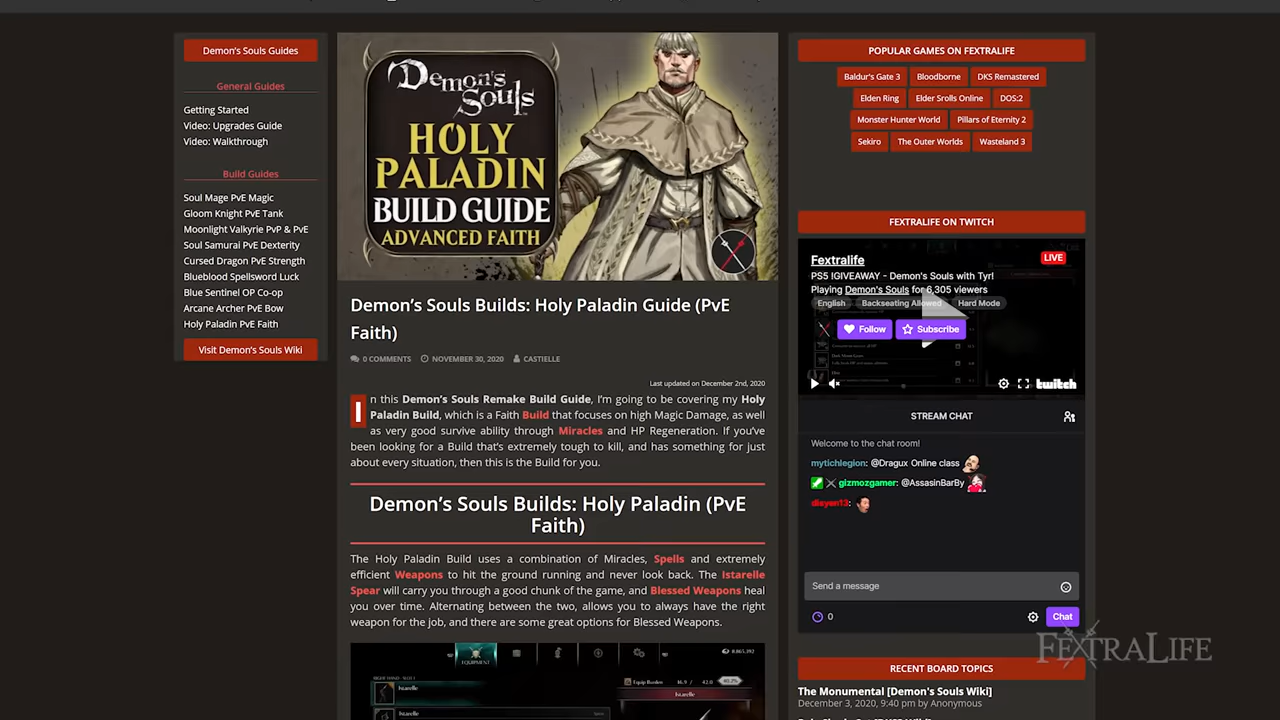 Demon's Souls Guides
General Guides
Getting Started
Video: Upgrades Guide
Video: Walkthrough
Build Guides
Soul Mage PvE Magic
Gloom Knight PvE Tank
Moonlight Valkyrie PvP & PvE
Soul Samurai PvE Dexterity
Cursed Dragon PvE Strength
Blueblood Spellsword Luck
Blue Sentinel OP Co-op
Arcane Archer PvE Bow
Holy Paladin PvE Faith
Visit Demon's Souls Wiki
Demon's
Souls
HOLY
PALADIN
BUILD GUIDE
ADVANCED FAITH
Demon's Souls Builds: Holy Paladin Guide (PvE
Faith)
0 COMMENTS NOVEMBER 30, 2020 CASTIELLE
Last updated on December 2nd, 2020
In this Demon's Souls Remake Build Guide, I'm going to be covering my Holy
Paladin Build, which is a Faith Build that focuses on high Magic Damage, as well
as very good survive ability through Miracles and HP Regeneration. If you've
been looking for a Build that's extremely tough to kill, and has something for just
about every situation, then this is the Build for you.
Demon's Souls Builds: Holy Paladin (PvE
Faith)
The Holy Paladin Build uses a combination of Miracles, Spells and extremely
efficient Weapons to hit the ground running and never look back. The Istarelle
Spear will carry you through a good chunk of the game, and Blessed Weapons heal
you over time. Alternating between the two, allows you to always have the right
weapon for the job, and there are some great options for Blessed Weapons.
EQUIPMENT
Istarelle
Equip Burden
Istarelle
POPULAR GAMES ON FEXTRALIFE
Baldur's Gate 3 Bloodborne DKS Remastered
Elden Ring Elder Srolls Online DOS:2
Monster Hunter World Pillars of Eternity 2
Sekiro The Outer Worlds Wasteland 3
FEXTRALIFE ON TWITCH
Fextralife LIVE
PS5 IGIVEAWAY - Demon's Souls with Tyr!
Playing Demon's Souls for 6,305 viewers
English Backseating Allowed Hard Mode
Follow Subscribe
twitch
STREAM CHAT
Welcome to the chat room!
mytichlegion: @Dragux Online class
gizmozgamer: @AssasinBarBy
disyen13:
Send a message
0 Chat
FEXTRALIFE
RECENT BOARD TOPICS
The Monumental [Demon's Souls Wiki]
December 3, 2020, 9:40 pm by Anonymous